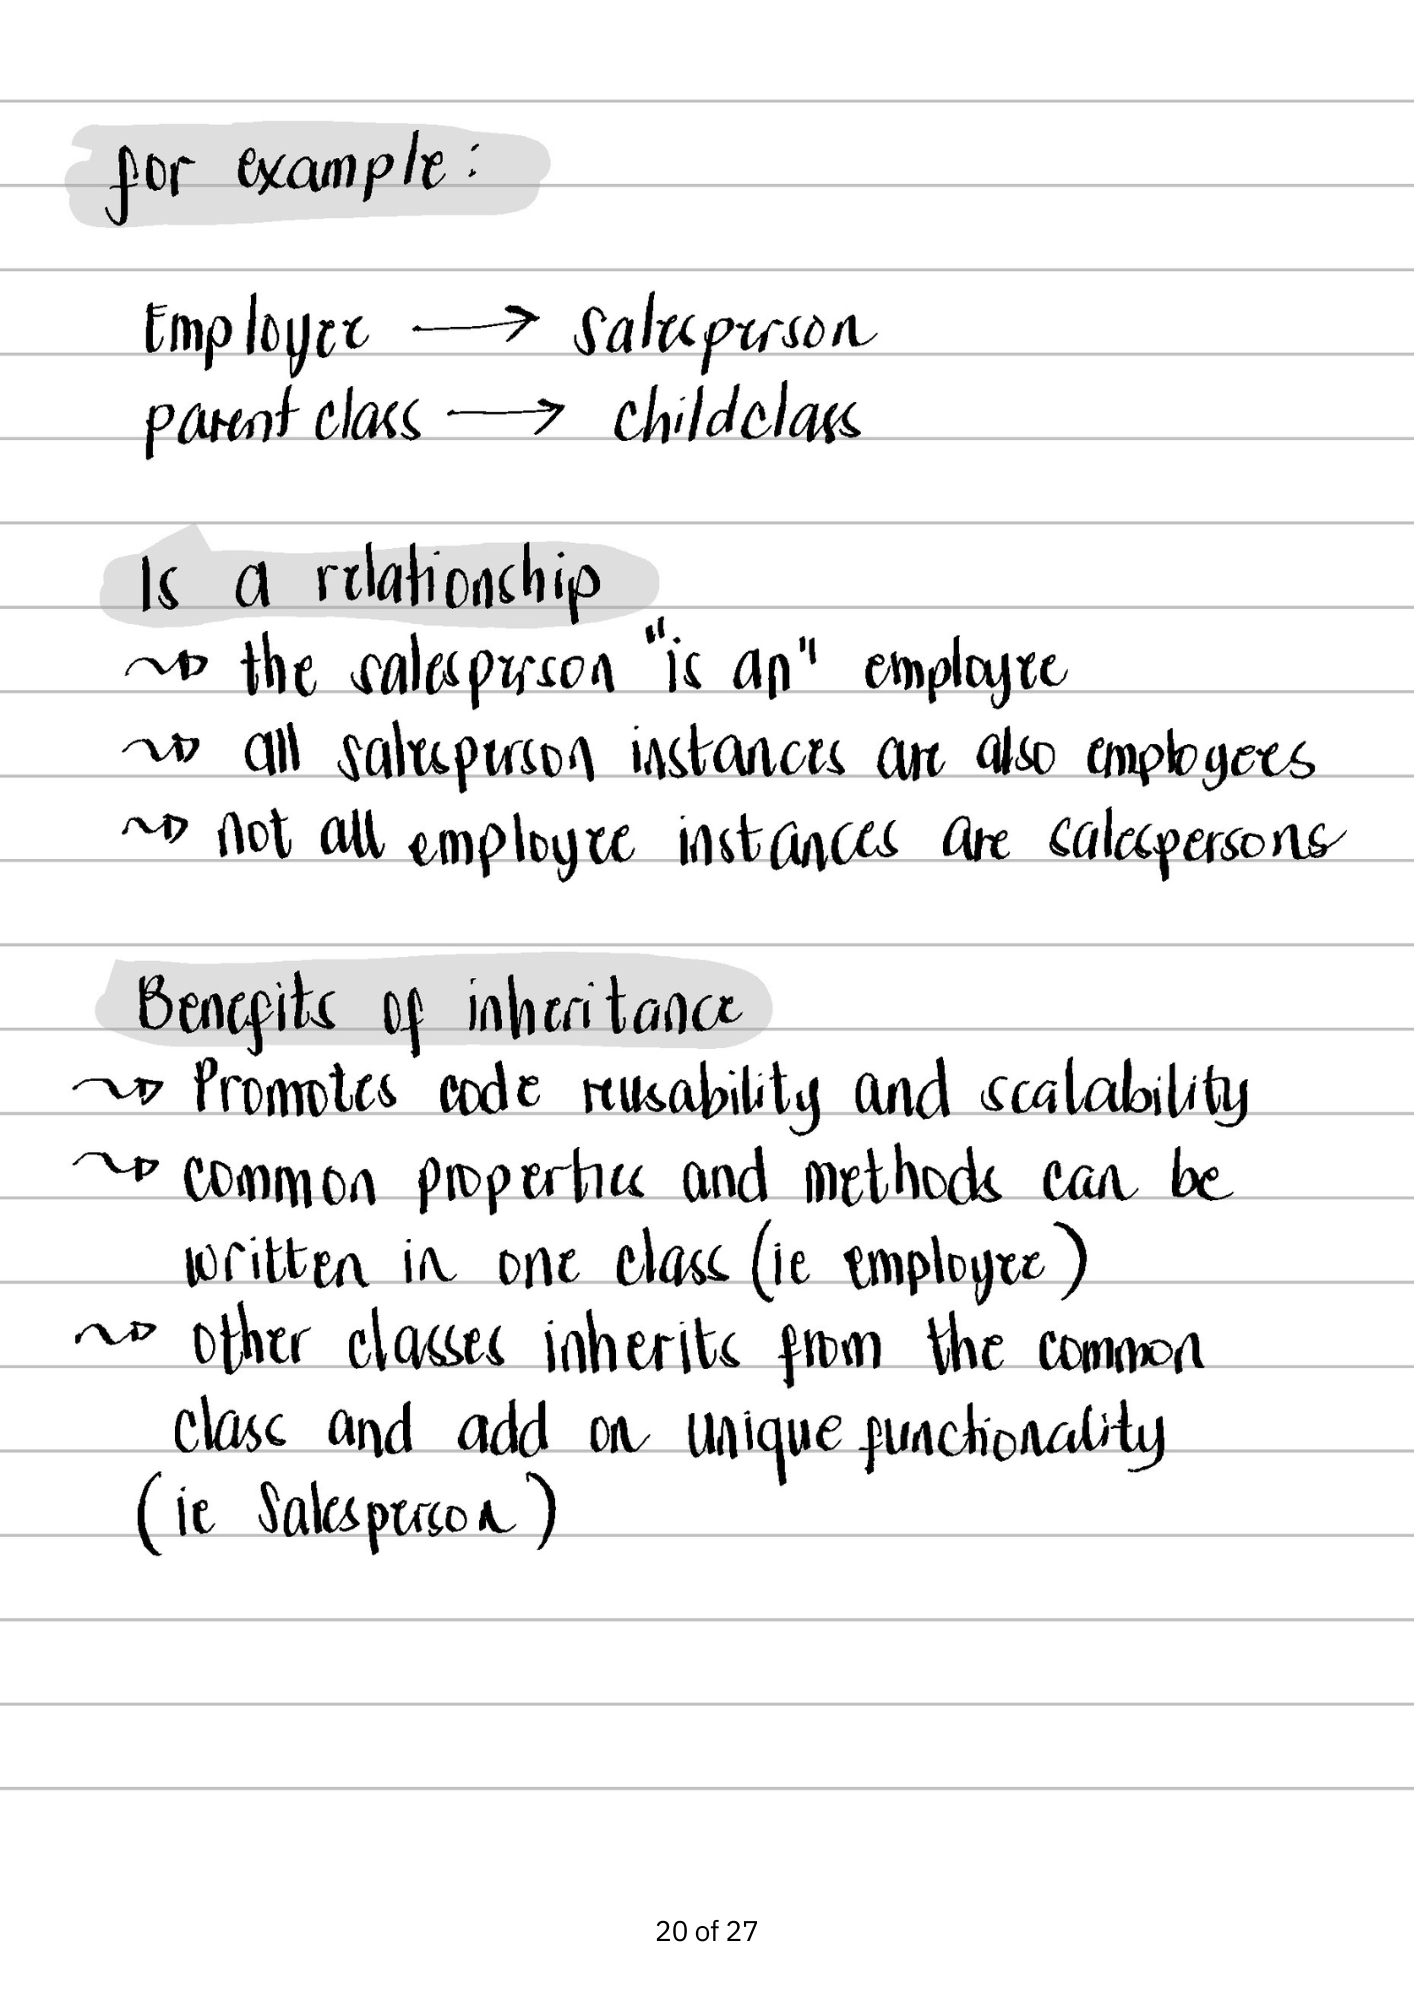 for example:
Employee → Salesperson
parent class → childclass
Is a relationship
the salesperson "is an" employee
all salesperson instances are also employees
not all employee instances are salespersons
Benefits of inheritance
Promotes code reusability and scalability
common properties and methods can be
written in one class (ie employee)
other classes inherits from the common
class and add on unique functionality
(ie Salesperson)
20 of 27